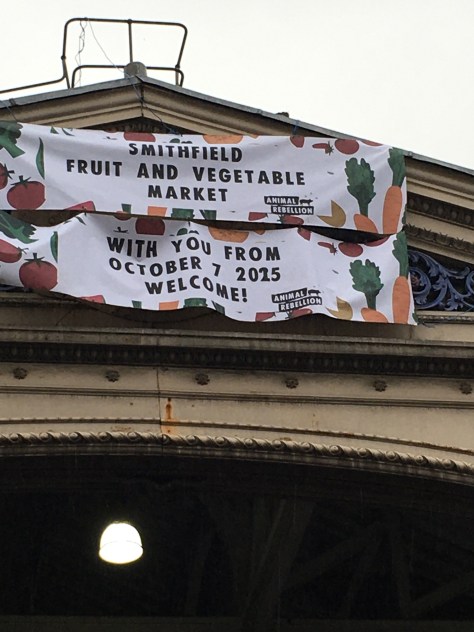 SMITHFIELD
FRUIT AND VEGETABLE
MARKET
ANIMAL
REBELLION
WITH YOU FROM
OCTOBER 7 2025
WELCOME!
ANIMAL
REBELLION